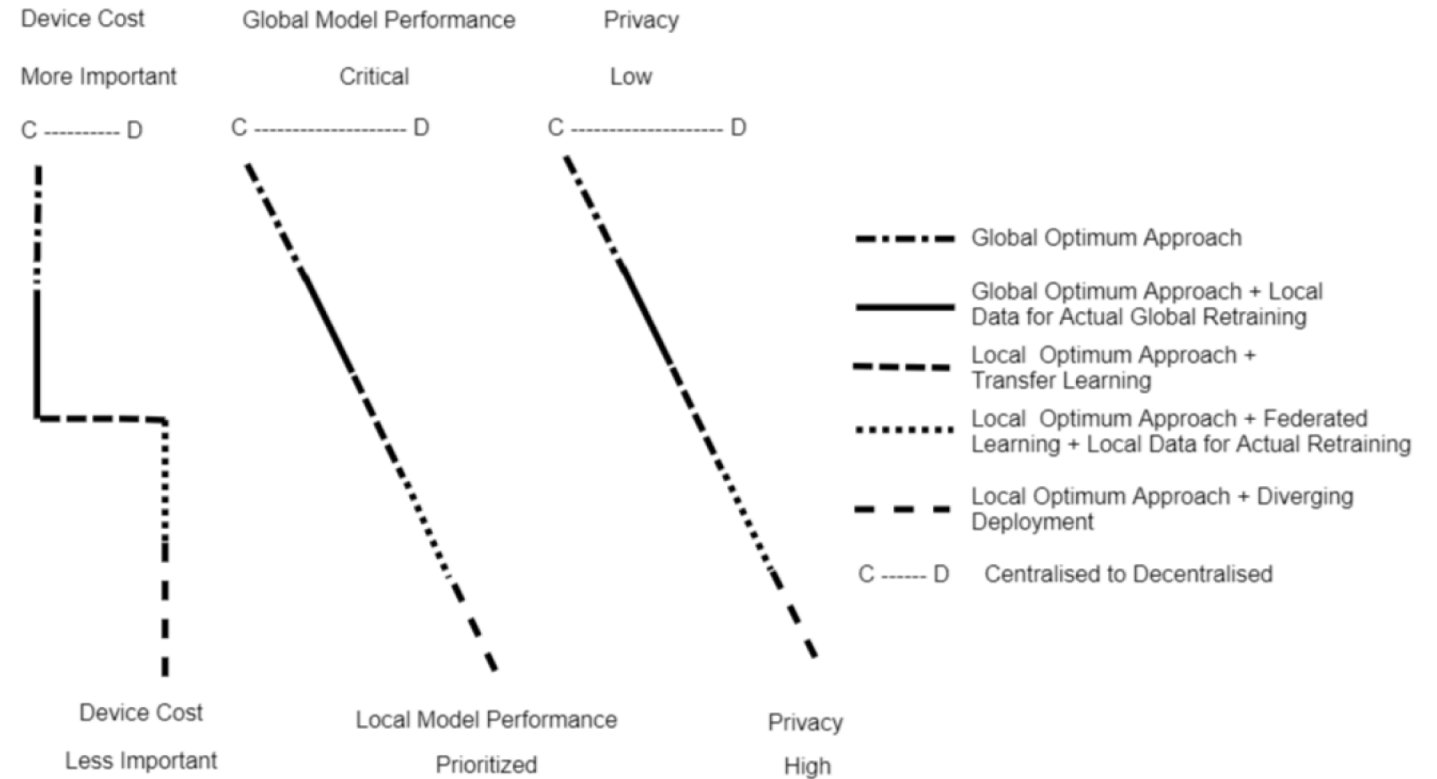 Device Cost
Global Model Performance
Privacy
More Important
Critical
Low
C ---------- D
C -------------------- D
C -------------------- D
Global Optimum Approach
Global Optimum Approach + Local
Data for Actual Global Retraining
Local Optimum Approach +
Transfer Learning
Local Optimum Approach + Federated
Learning + Local Data for Actual Retraining
Local Optimum Approach + Diverging
Deployment
C ------ D Centralised to Decentralised
Device Cost
Local Model Performance
Privacy
Less Important
Prioritized
High